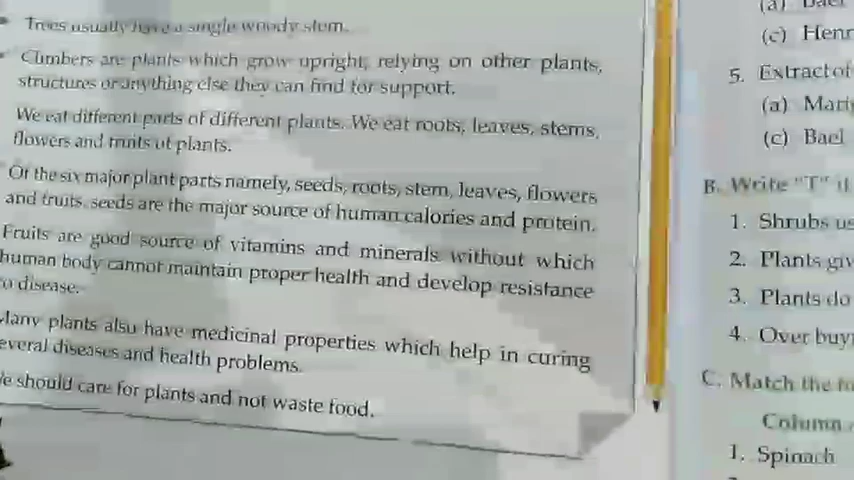 Trees usually have a single woody stem.
Climbers are plants which grow upright, relying on other plants,
structures or anything else they can find for support.
We eat different parts of different plants. We eat roots, leaves, stems,
flowers and fruits of plants.
Of the six major plant parts namely, seeds, roots, stem, leaves, flowers
and fruits, seeds are the major source of human calories and protein.
Fruits are good source of vitamins and minerals without which
human body cannot maintain proper health and develop resistance
to disease.
Many plants also have medicinal properties which help in curing
several diseases and health problems.
We should care for plants and not waste food.
(a)
(c) Henr
5. Extract of
(a) Mari
(c) Bael
B. Write "T" if
1. Shrubs us
2. Plants giv
3. Plants do
4. Over buy
C. Match the fo
Column
1. Spinach